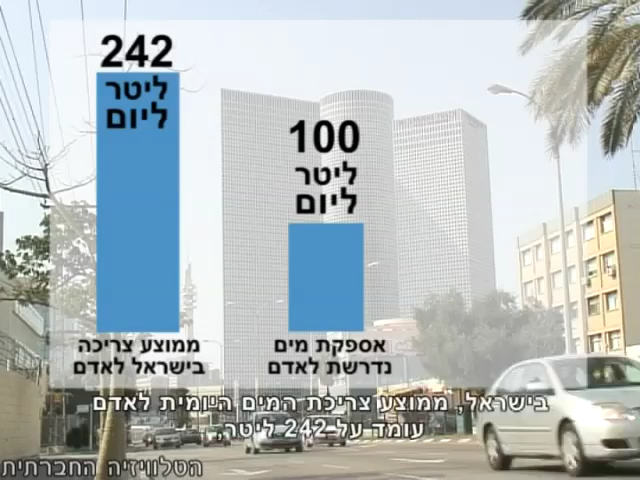 242
ליטר
ליום
100
ליטר
ליום
ממוצע צריכה
בישראל לאדם
אספקת מים
נדרשת לאדם
בישראל, ממוצע צריכת המים היומית לאדם
עומד על 242 ליטר,
הטלוויזיה החברתית